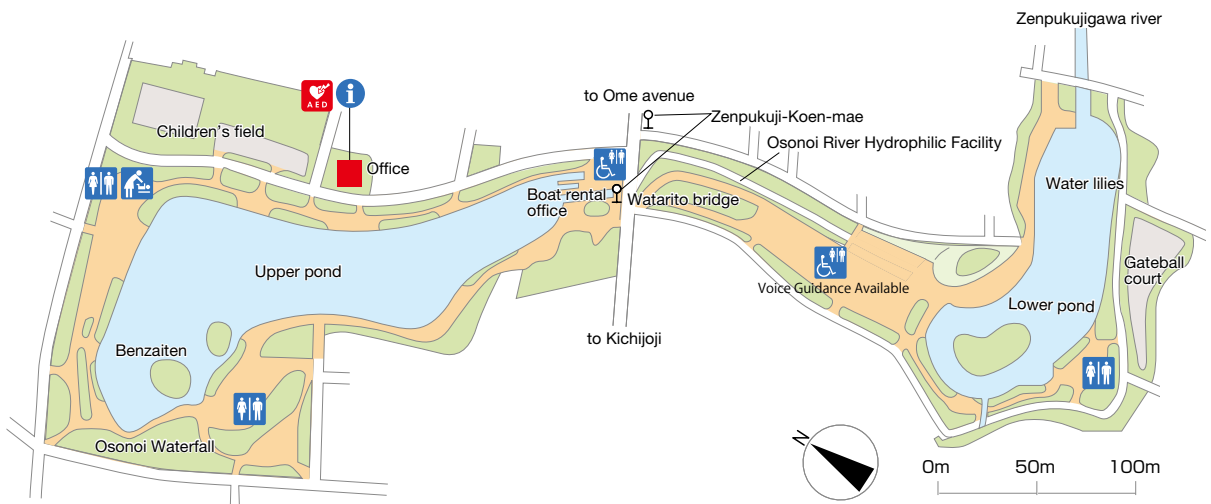 Zenpukujigawa river
AED
i
to Ome avenue
Zenpukuji-Koen-mae
Children's field
Osonoi River Hydrophilic Facility
Office
Water lilies
Boat rental
office
Watarito bridge
Upper pond
Gateball
court
Voice Guidance Available
Lower pond
to Kichijoji
Benzaiten
Osonoi Waterfall
N
0m
50m
100m